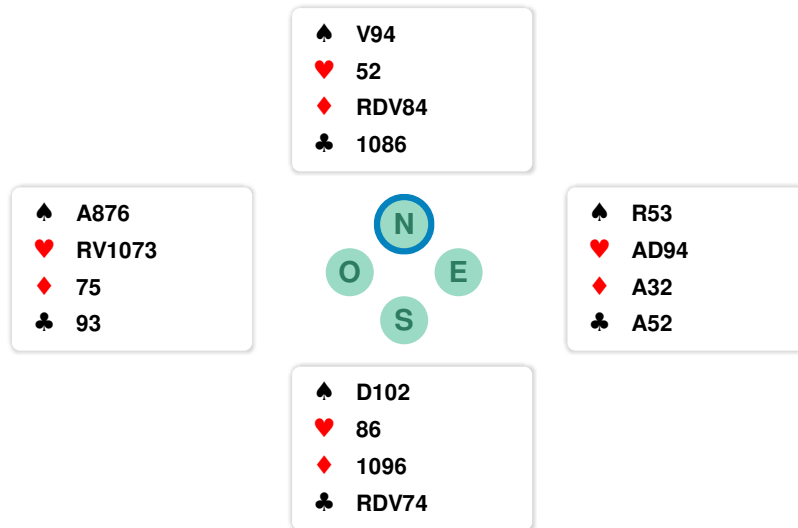 ♠ V94
♥ 52
♦ RDV84
♣ 1086
♠ A876
♥ RV1073
♦ 75
♣ 93
N
O
E
S
♠ R53
♥ AD94
♦ A32
♣ A52
♠ D102
♥ 86
♦ 1096
♣ RDV74